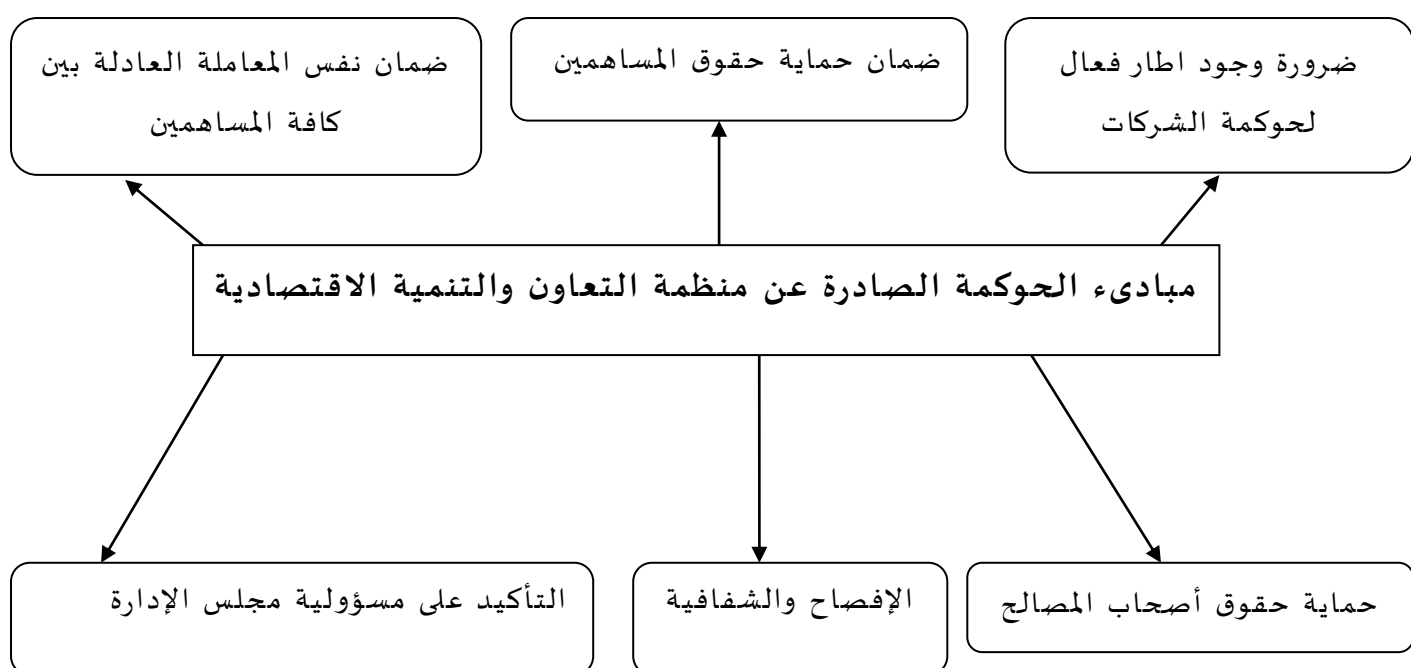 ضرورة وجود اطار فعال
لحوكمة الشركات
ضمان حماية حقوق المساهمين
ضمان نفس المعاملة العادلة بين
كافة المساهمين
مبادىء الحوكمة الصادرة عن منظمة التعاون والتنمية الاقتصادية
حماية حقوق أصحاب المصالح
الإفصاح والشفافية
التأكيد على مسؤولية مجلس الإدارة